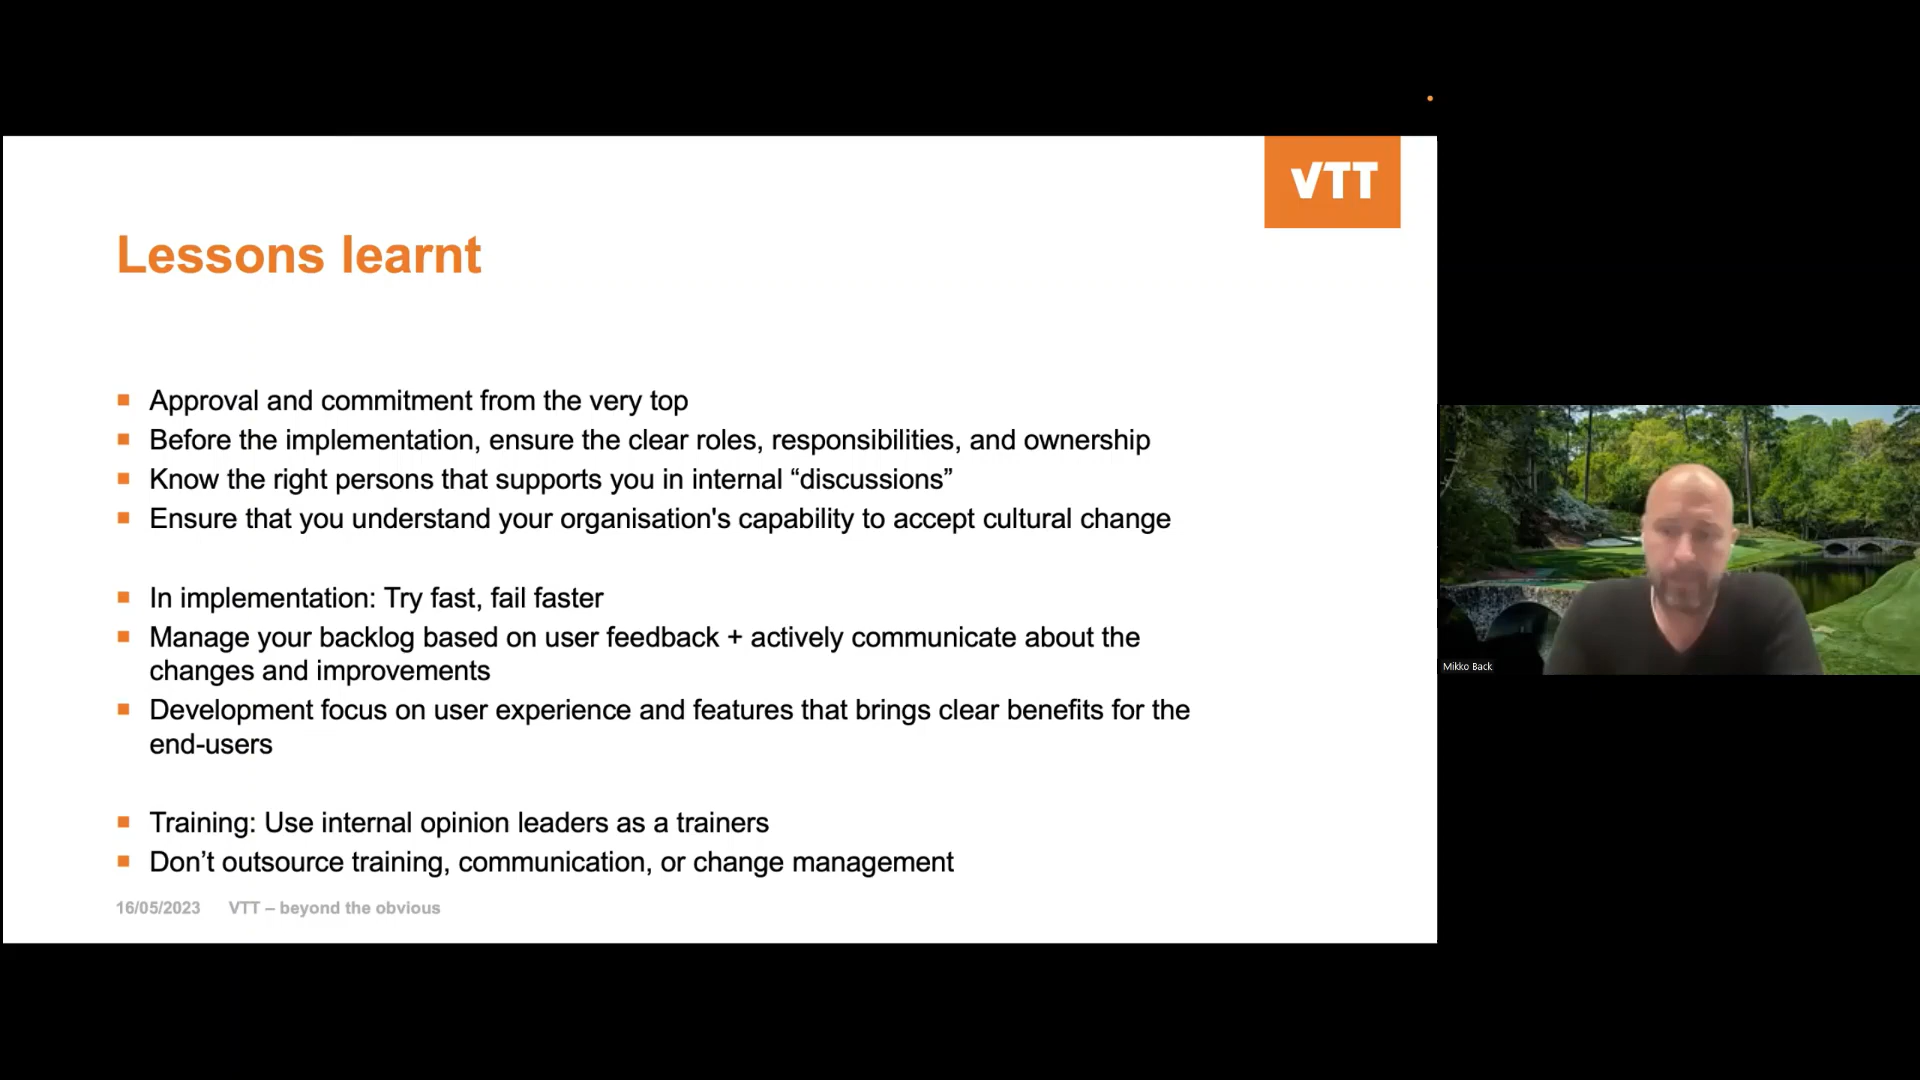 VTT
Lessons learnt
Approval and commitment from the very top
Before the implementation, ensure the clear roles, responsibilities, and ownership
Know the right persons that supports you in internal “discussions”
Ensure that you understand your organisation's capability to accept cultural change
In implementation: Try fast, fail faster
Manage your backlog based on user feedback + actively communicate about the
changes and improvements
Development focus on user experience and features that brings clear benefits for the
end-users
Training: Use internal opinion leaders as a trainers
Don’t outsource training, communication, or change management
16/05/2023 VTT – beyond the obvious
Mikko Back